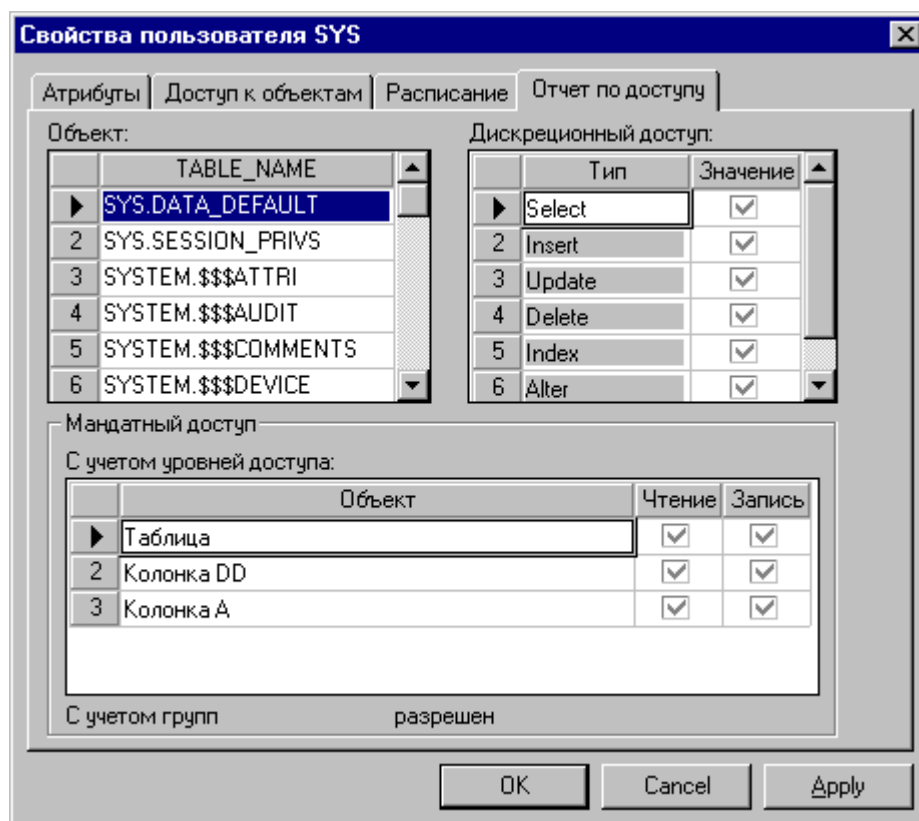 Свойства пользователя SYS
Атрибуты Доступ к объектам Расписание Отчет по доступу
Объект:
TABLE_NAME
SYS.DATA_DEFAULT
2 SYS.SESSION_PRIVS
3 SYSTEM.$$$ATTRI
4 SYSTEM.$$$AUDIT
5 SYSTEM.$$$COMMENTS
6 SYSTEM.$$$DEVICE
Дискреционный доступ:
Тип Значение
Select
2 Insert
3 Update
4 Delete
5 Index
6 Alter
Мандатный доступ
С учетом уровней доступа:
Объект Чтение Запись
Таблица
2 Колонка DD
3 Колонка A
С учетом групп разрешен
OK Cancel Apply